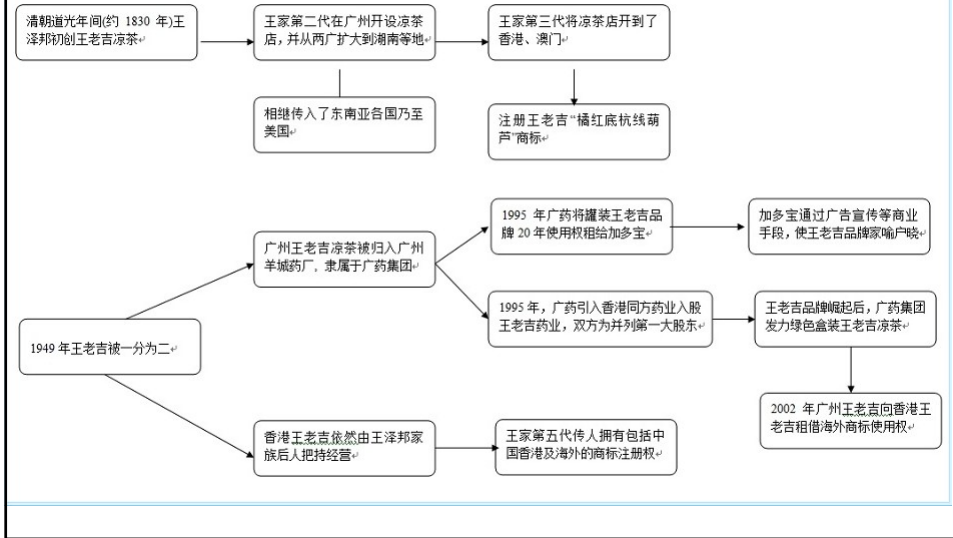 清朝道光年间(约 1830 年)王
泽邦初创王老吉凉茶
王家第二代在广州开设凉茶
店，并从两广扩大到湖南等地
王家第三代将凉茶店开到了
香港、澳门
相继传入了东南亚各国乃至
美国
注册王老吉“橘红底杭线葫
芦”商标
1995 年广药将罐装王老吉品
牌 20 年使用权租给加多宝
加多宝通过广告宣传等商业
手段，使王老吉品牌家喻户晓
广州王老吉凉茶被归入广州
羊城药厂，隶属于广药集团
1995 年，广药引入香港同方药业入股
王老吉药业，双方为并列第一大股东
王老吉品牌崛起后，广药集团
发力绿色盒装王老吉凉茶
1949 年王老吉被一分为二
2002 年广州王老吉向香港王
老吉租借海外商标使用权
香港王老吉依然由王泽邦家
族后人把持经营
王家第五代传人拥有包括中
国香港及海外的商标注册权